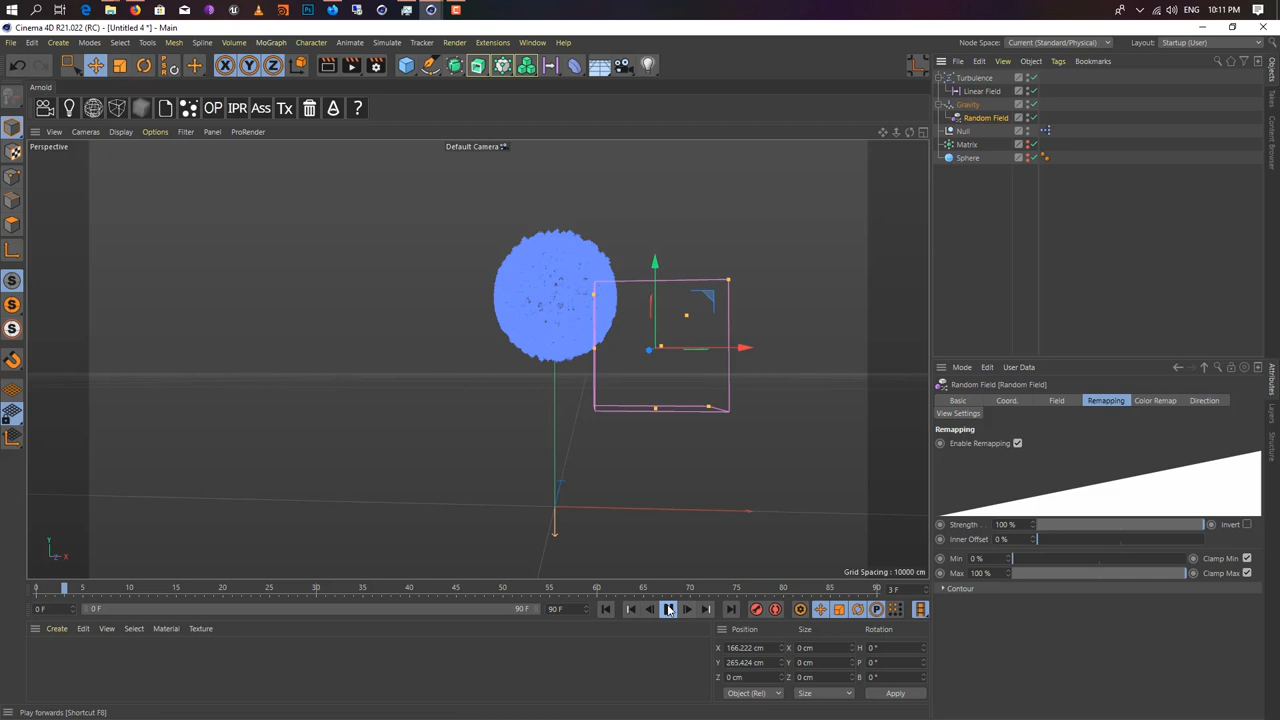 ENG 10:11 PM
Cinema 4D R21.022 (RC) - [Untitled 4 *] - Main
File Edit Create Modes Select Tools Mesh Spline Volume MoGraph Character Animate Simulate Tracker Render Extensions Window Help
Node Space: Current (Standard/Physical) Layout: Startup (User)
X Y Z
File Edit View Object Tags Bookmarks
Arnold
OP IPR Ass Tx ?
View Cameras Display Options Filter Panel ProRender
Perspective
Default Camera
Turbulence
Linear Field
Gravity
Random Field
Null
Matrix
Sphere
Objects
Takes
Content Browser
Mode Edit User Data
Random Field [Random Field]
Basic Coord. Field Remapping Color Remap Direction
View Settings
Remapping
Enable Remapping
Strength . . 100 % Invert
Inner Offset 0 %
Min 0 % Clamp Min
Max 100 % Clamp Max
Contour
Attributes
Layers
Structure
Y
Z X
Grid Spacing : 10000 cm
0 5 10 15 20 25 30 35 40 45 50 55 60 65 70 75 80 85 90 3 F
0 F 0 F 90 F 90 F
Create Edit View Select Material Texture
Position Size Rotation
X 166.222 cm X 0 cm H 0 °
Y 265.424 cm Y 0 cm P 0 °
Z 0 cm Z 0 cm B 0 °
Object (Rel) Size Apply
Play forwards [Shortcut F8]